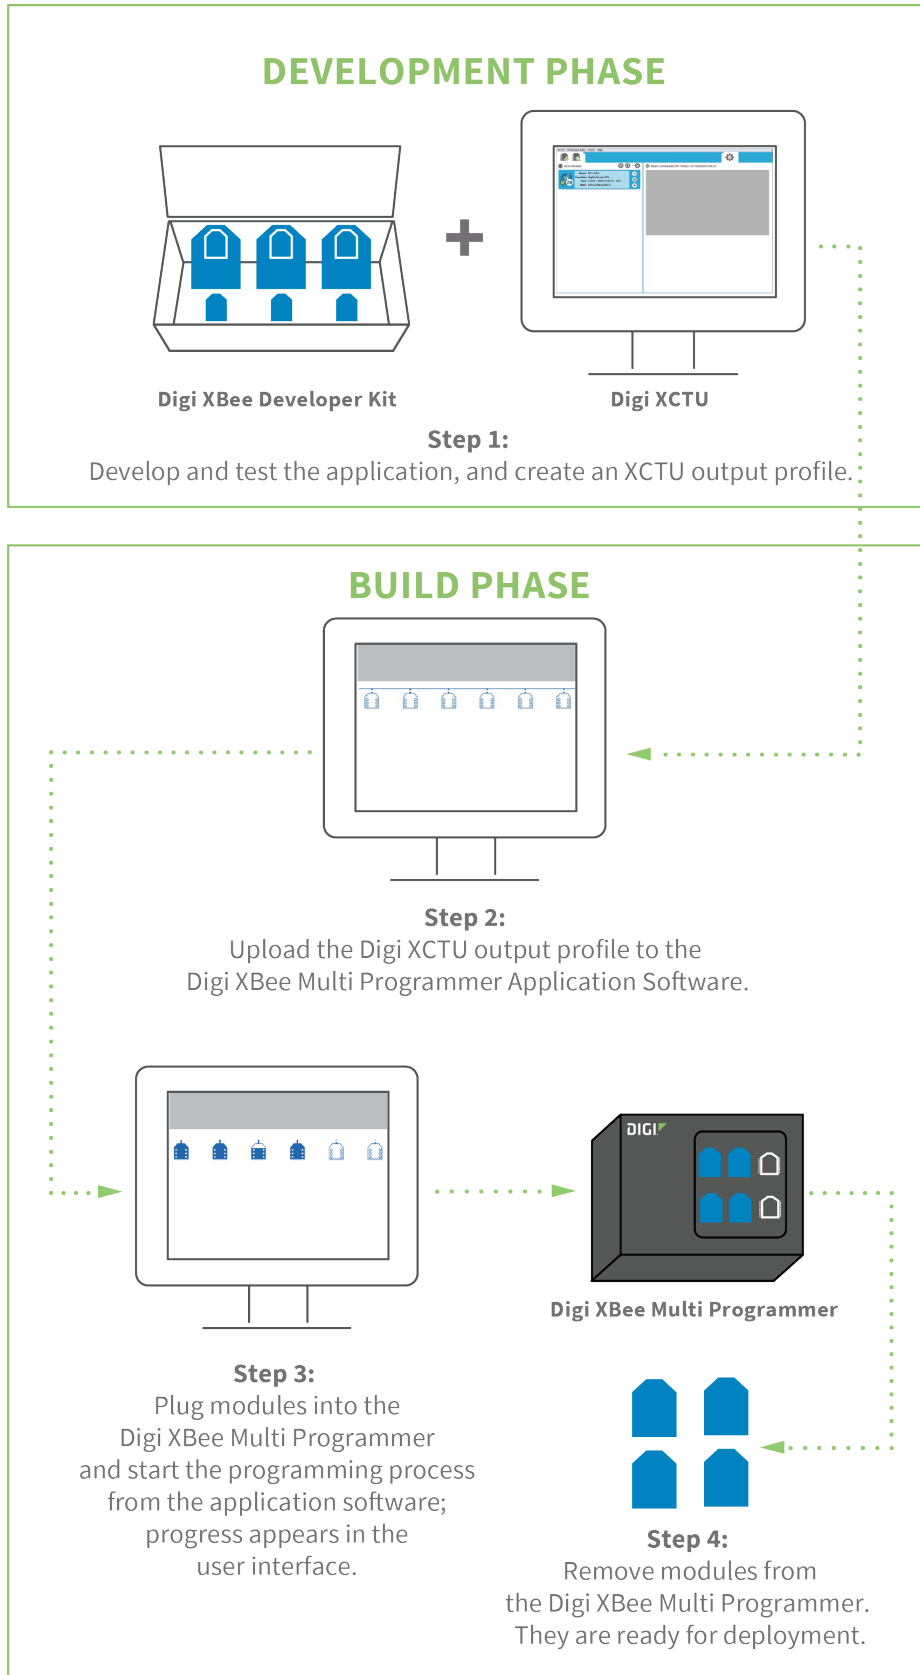 DEVELOPMENT PHASE
Digi XBee Developer Kit
Digi XCTU
Step 1:
Develop and test the application, and create an XCTU output profile.
BUILD PHASE
Step 2:
Upload the Digi XCTU output profile to the
Digi XBee Multi Programmer Application Software.
DIGI
Digi XBee Multi Programmer
Step 3:
Plug modules into the
Digi XBee Multi Programmer
and start the programming process
from the application software;
progress appears in the
user interface.
Step 4:
Remove modules from
the Digi XBee Multi Programmer.
They are ready for deployment.